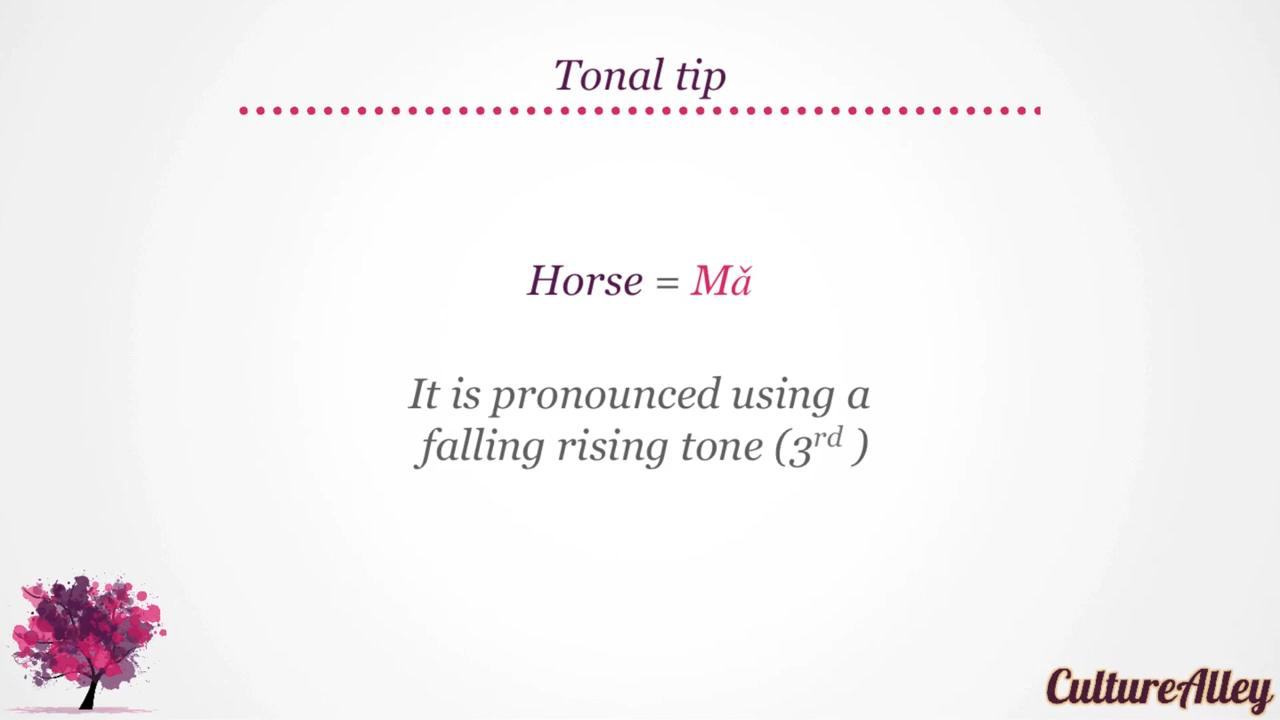 Tonal tip
Horse = Mǎ
It is pronounced using a
falling rising tone (3rd )
CultureAlley